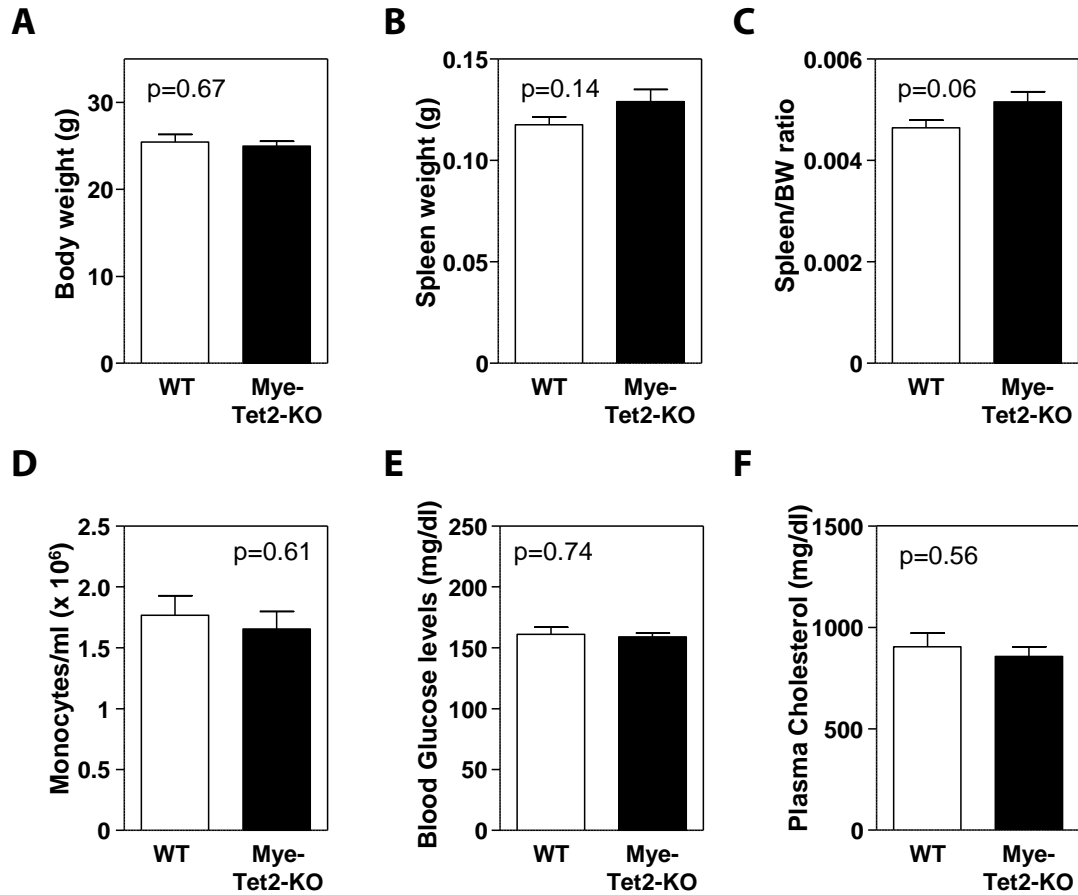 A
Body weight (g)
30
20
10
0
p=0.67
WT
Mye-
Tet2-KO
B
Spleen weight (g)
0.15
0.10
0.05
0
p=0.14
WT
Mye-
Tet2-KO
C
Spleen/BW ratio
0.006
0.004
0.002
0
p=0.06
WT
Mye-
Tet2-KO
D
Monocytes/ml (x 10⁶)
2.5
2.0
1.5
1
0.5
0
p=0.61
WT
Mye-
Tet2-KO
E
Blood Glucose levels (mg/dl)
250
200
150
100
50
0
p=0.74
WT
Mye-
Tet2-KO
F
Plasma Cholesterol (mg/dl)
1500
1000
500
0
p=0.56
WT
Mye-
Tet2-KO